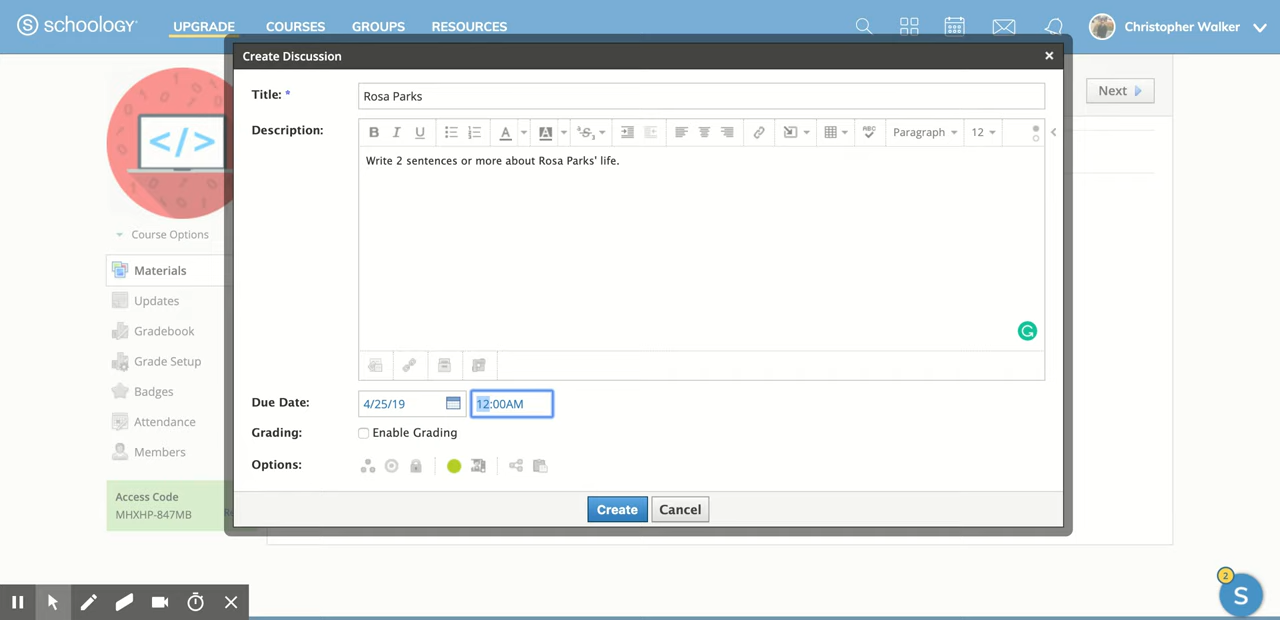 schoology
UPGRADE
COURSES
GROUPS
RESOURCES
Christopher Walker
Create Discussion
×
Next
Title: *
Rosa Parks
Description:
B I U A A S Paragraph 12
Write 2 sentences or more about Rosa Parks' life.
</>
Course Options
Materials
Updates
Gradebook
Grade Setup
Badges
Attendance
Members
Access Code
MHXHP-847MB
Re
Due Date:
4/25/19
12:00AM
Grading:
Enable Grading
Options:
Create
Cancel
2
S